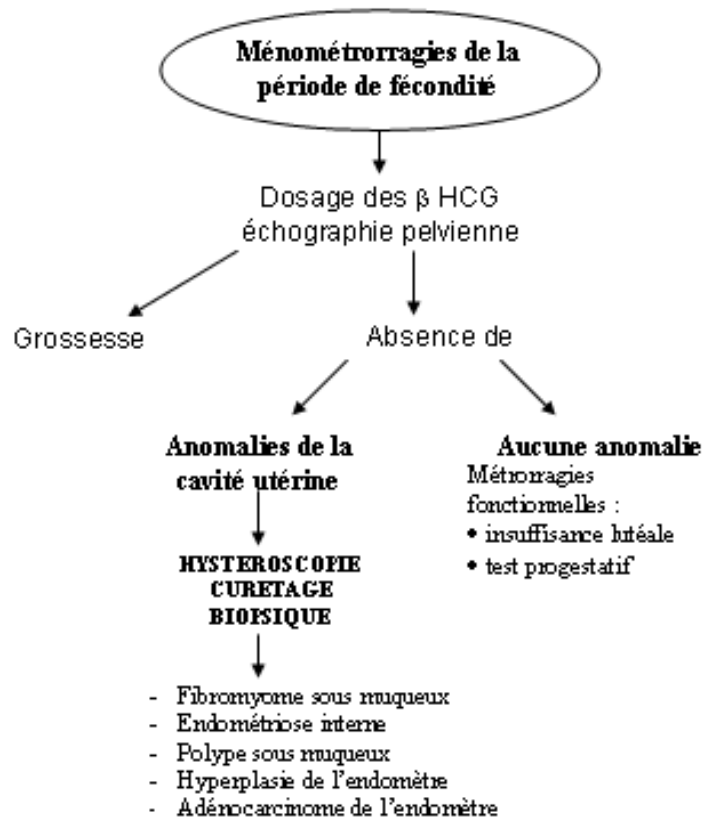 Ménométrorragies de la
période de fécondité
Dosage des β HCG
échographie pelvienne
Grossesse
Absence de
Anomalies de la
cavité utérine
HYSTEROSCOPIE
CURETAGE
BIOPSIQUE
- Fibromyome sous muqueux
- Endométriose interne
- Polype sous muqueux
- Hyperplasie de l'endomètre
- Adénocarcinome de l'endomètre
Aucune anomalie
Métrorragies
fonctionnelles :
• insuffisance lutéale
• test progestatif